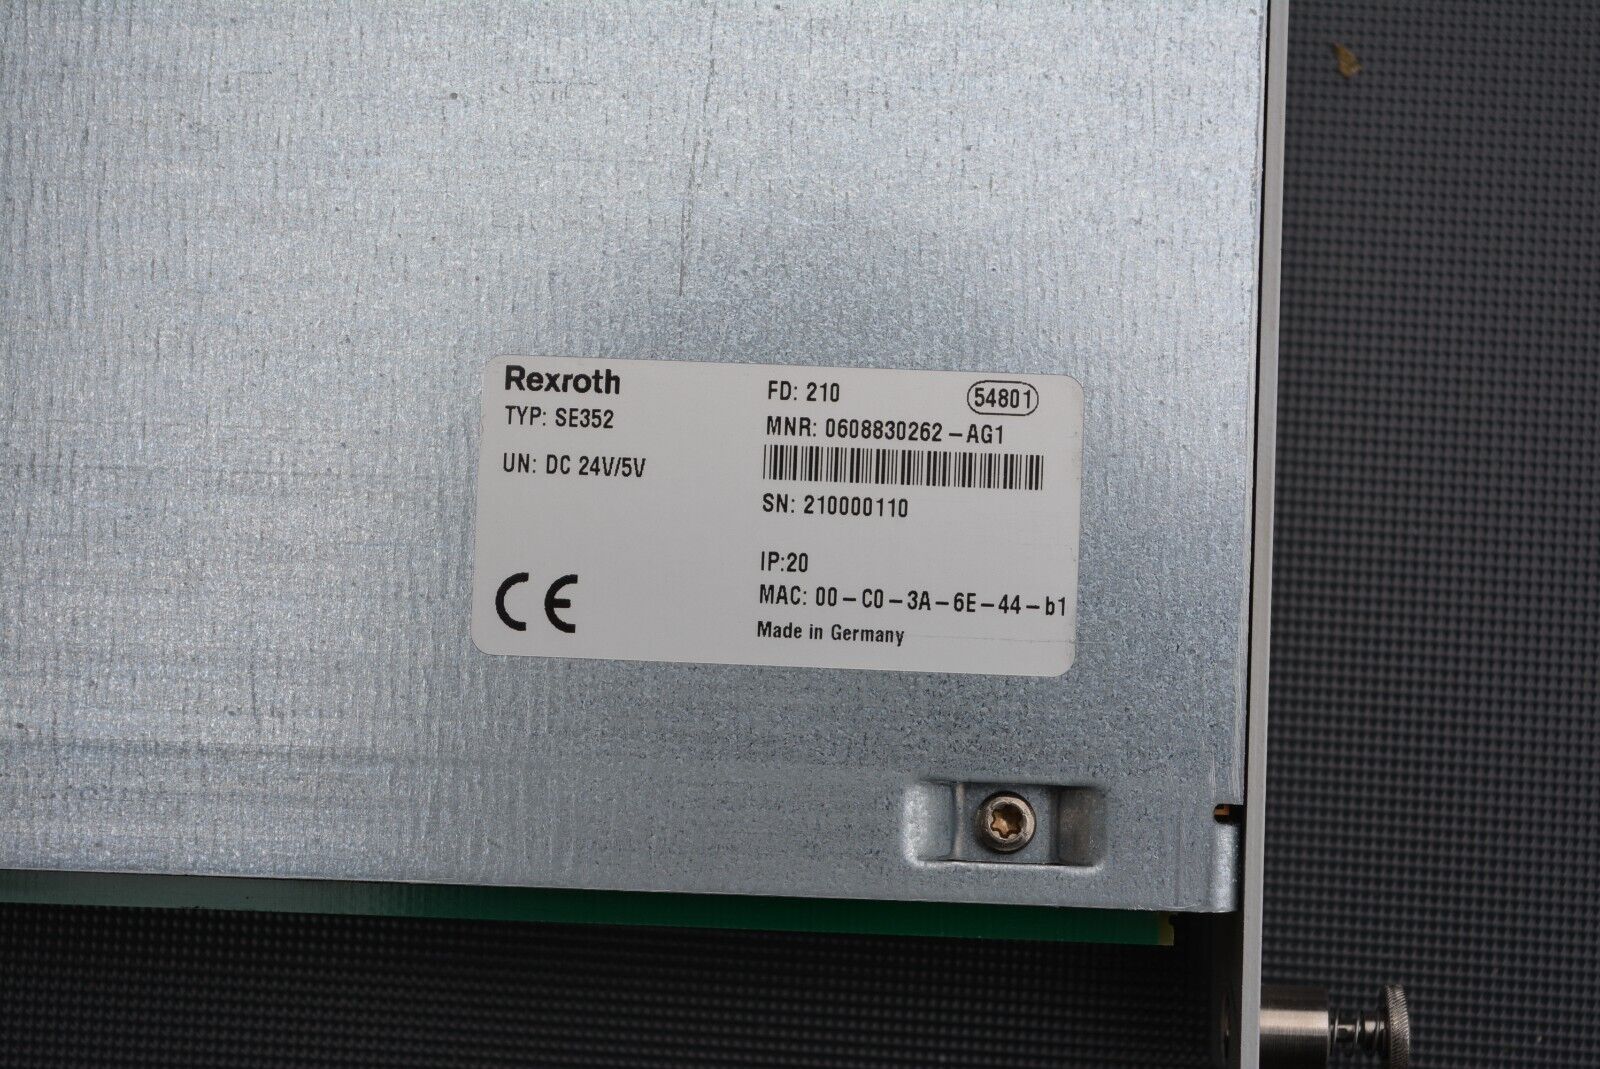 Rexroth
TYP: SE352
UN: DC 24V/5V
FD: 210
54801
MNR: 0608830262-AG1
SN: 210000110
IP:20
MAC: 00-C0-3A-6E-44-b1
Made in Germany
CE